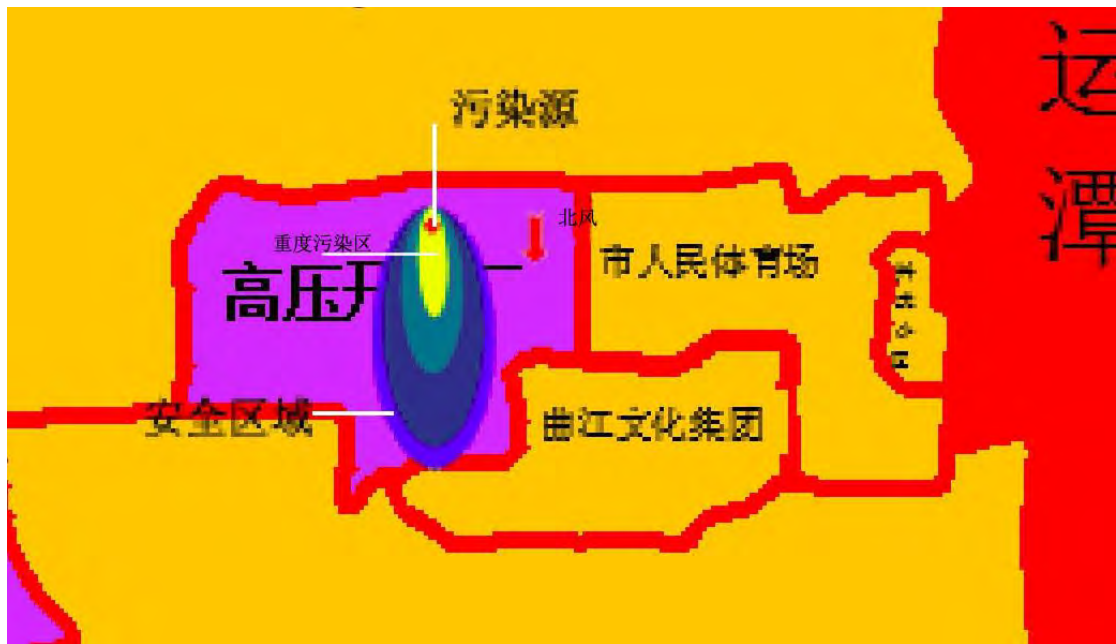 运
潭
污染源
北风
重度污染区
高压开
市人民体育场
安全区域
曲江文化集团